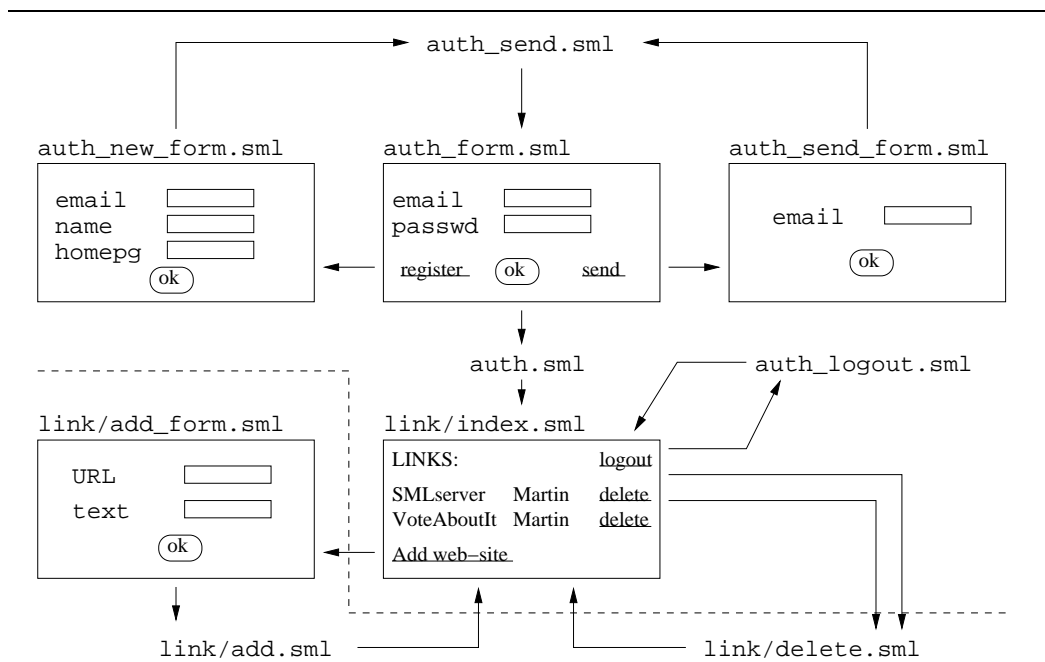 auth_send.sml
auth_new_form.sml
email
name
homepg
ok
auth_form.sml
email
passwd
register ok send
auth_send_form.sml
email
ok
auth.sml
auth_logout.sml
link/add_form.sml
URL
text
ok
link/index.sml
LINKS: logout
SMLserver Martin delete
VoteAboutIt Martin delete
Add web−site
link/add.sml
link/delete.sml